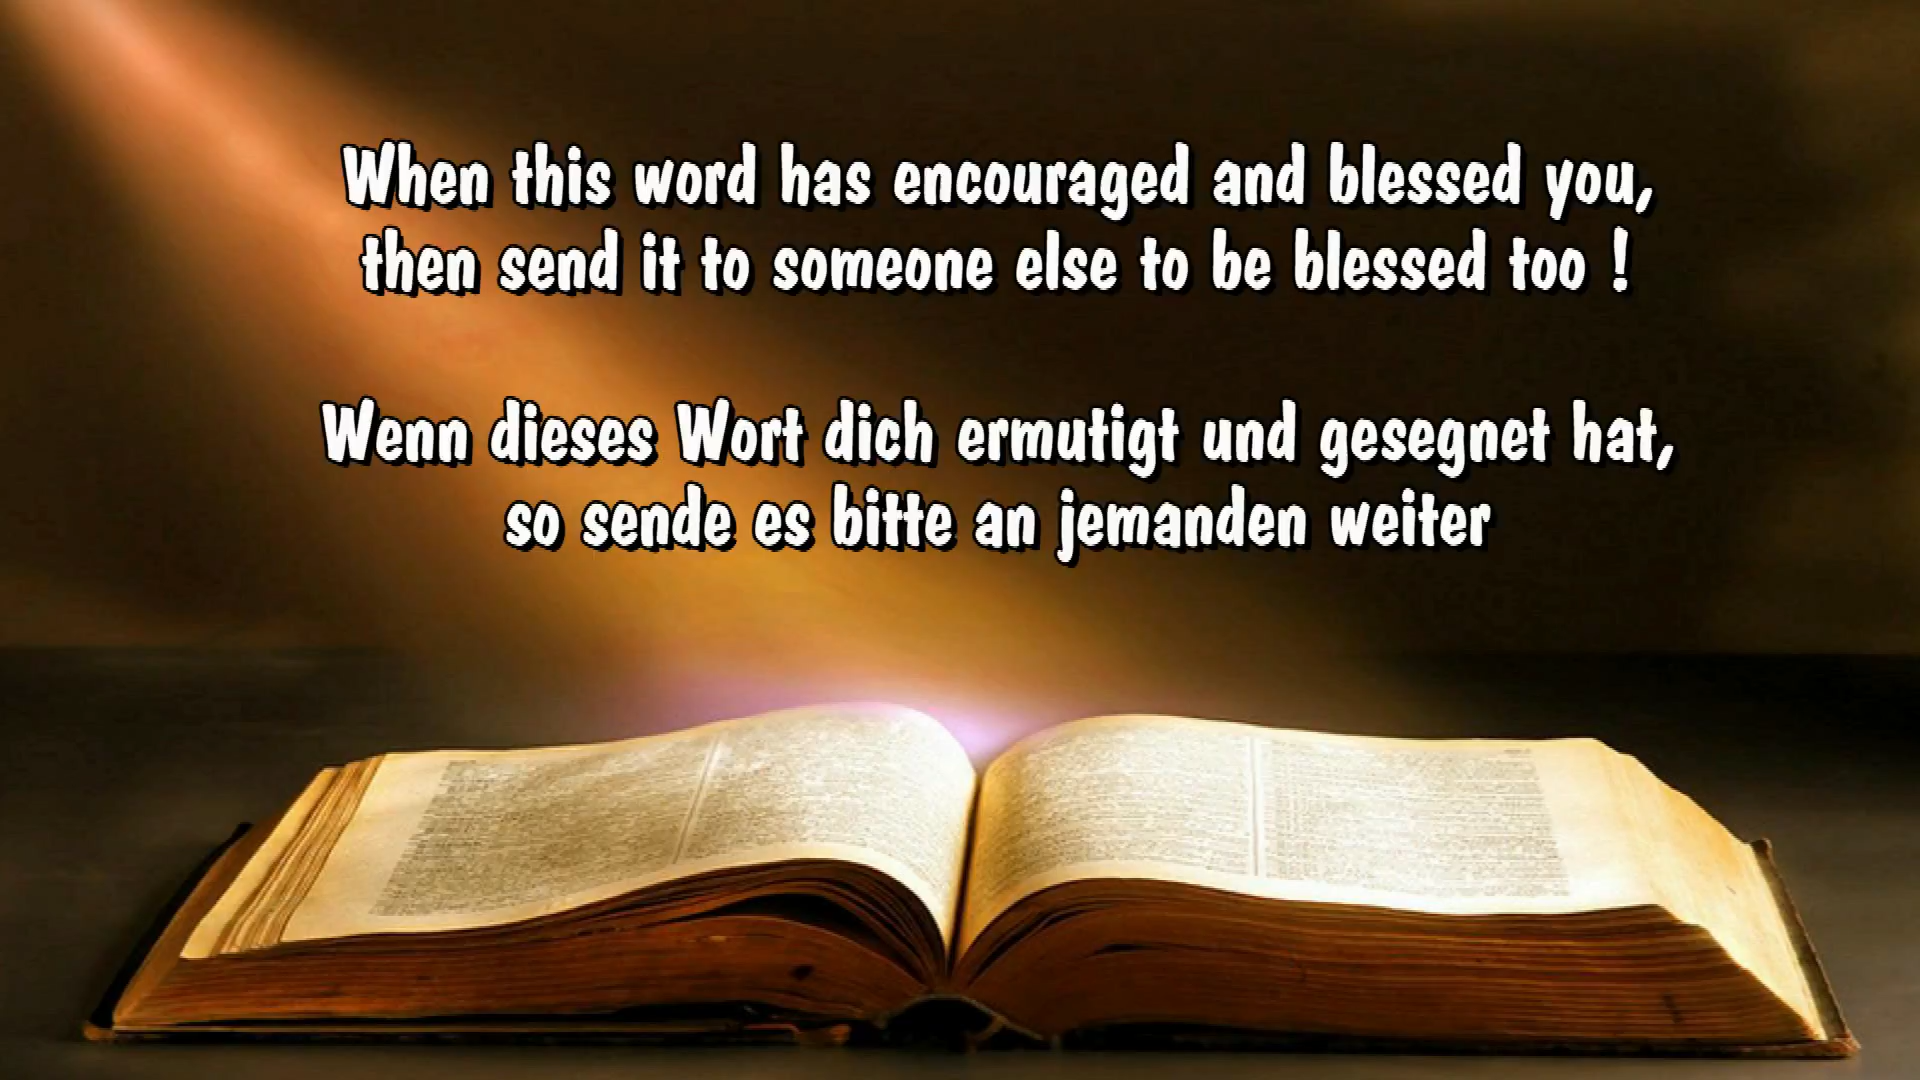 When this word has encouraged and blessed you,
then send it to someone else to be blessed too !
Wenn dieses Wort dich ermutigt und gesegnet hat,
so sende es bitte an jemanden weiter